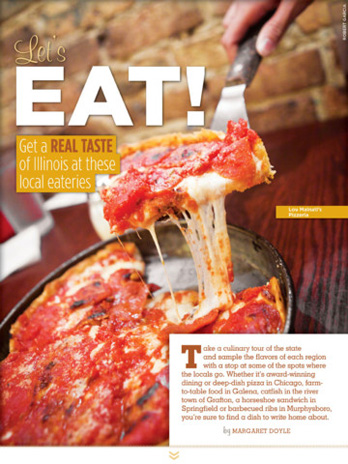 ROBERT GARCIA
Let's
EAT!
Get a REAL TASTE
of Illinois at these
local eateries
Lou Malnati's
Pizzeria
Take a culinary tour of the state
and sample the flavors of each region
with a stop at some of the spots where
the locals go. Whether it's award-winning
dining or deep-dish pizza in Chicago, farm-
to-table food in Galena, catfish in the river
town of Grafton, a horseshoe sandwich in
Springfield or barbecued ribs in Murphysboro,
you're sure to find a dish to write home about.
by MARGARET DOYLE